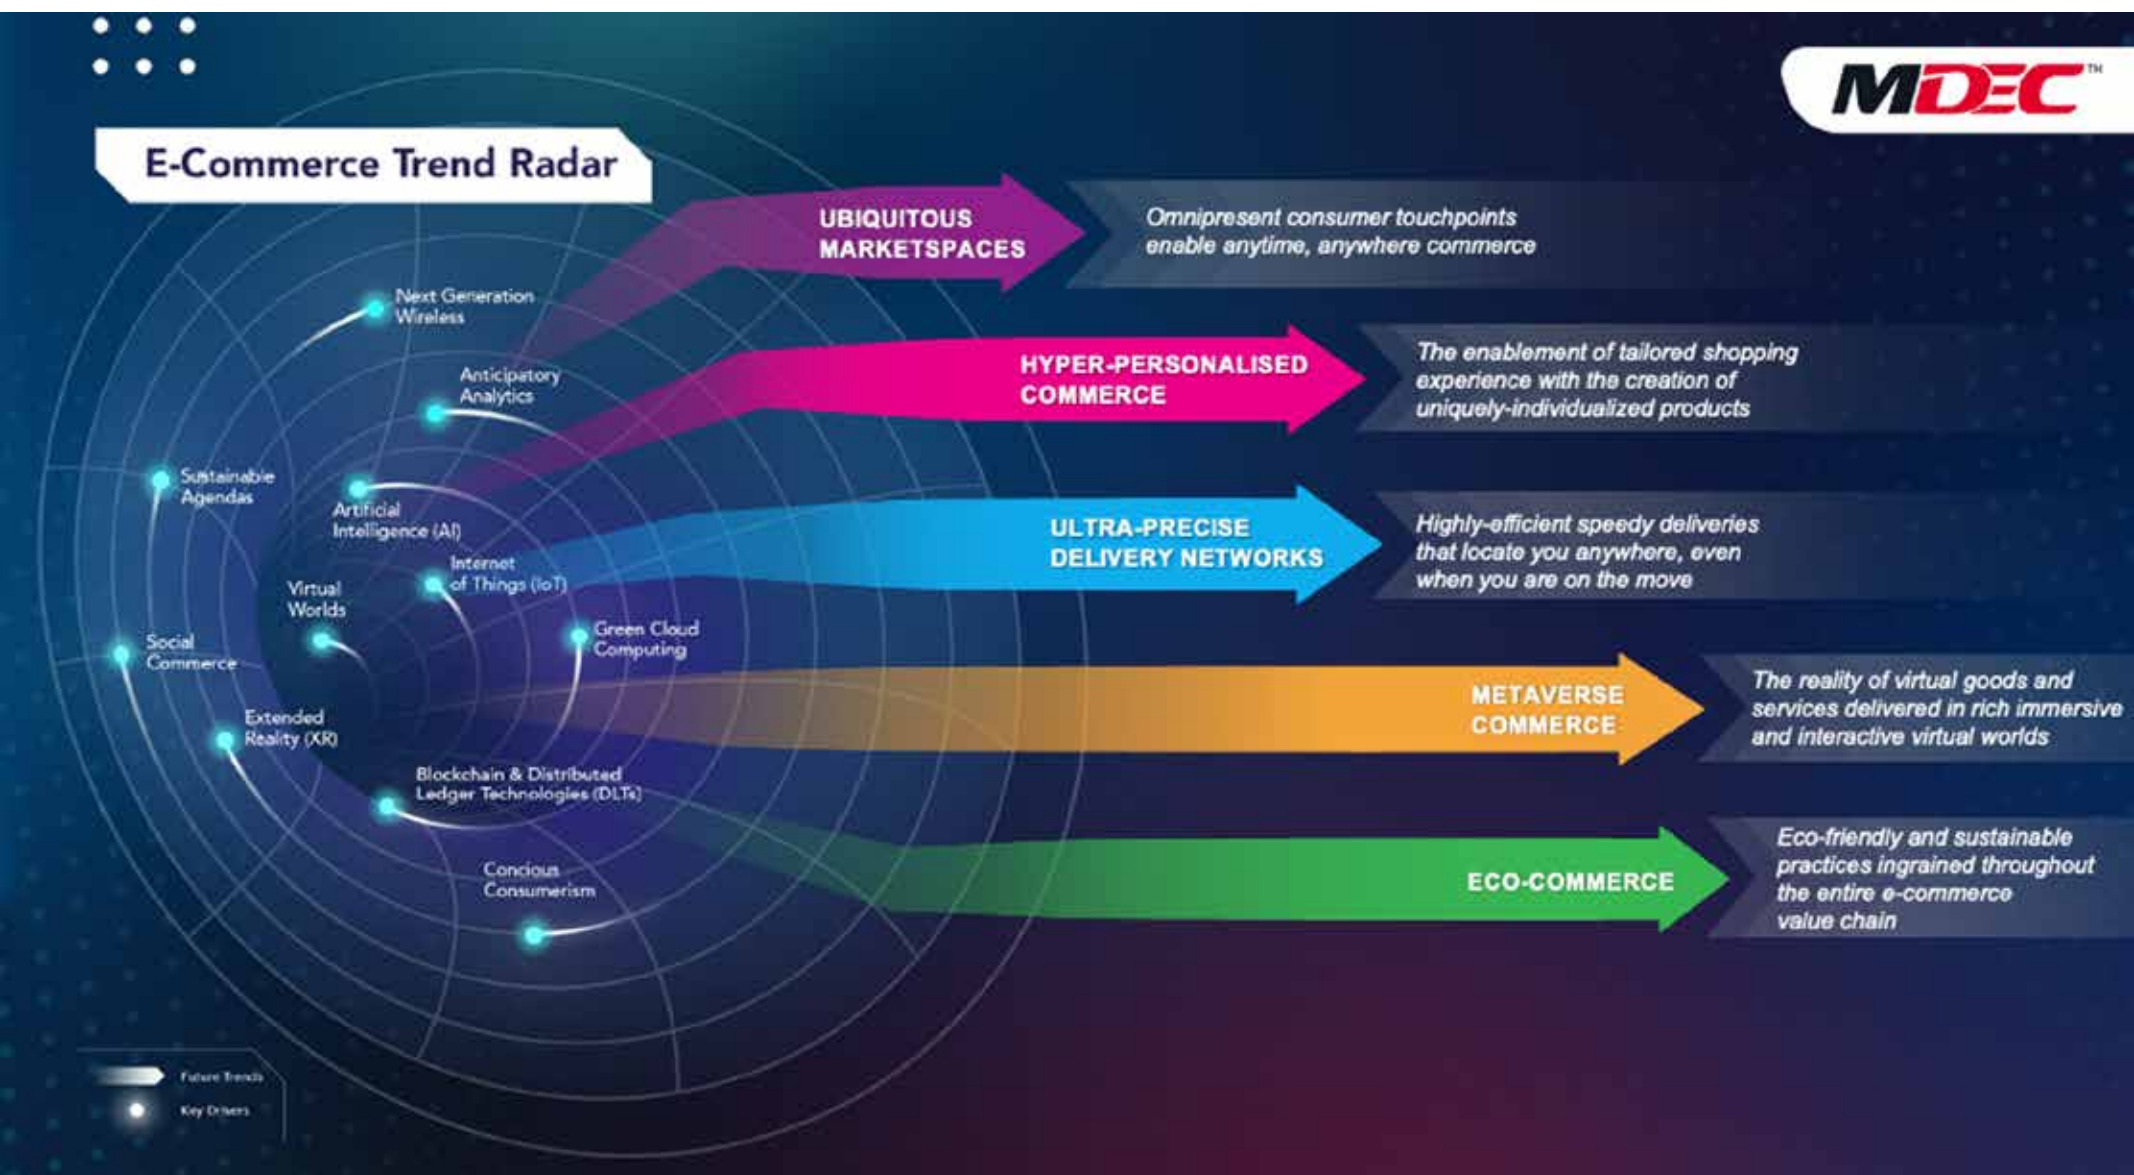 MDEC™
E-Commerce Trend Radar
UBIQUITOUS
MARKETSPACES
Omnipresent consumer touchpoints
enable anytime, anywhere commerce
HYPER-PERSONALISED
COMMERCE
The enablement of tailored shopping
experience with the creation of
uniquely-individualized products
ULTRA-PRECISE
DELIVERY NETWORKS
Highly-efficient speedy deliveries
that locate you anywhere, even
when you are on the move
METAVERSE
COMMERCE
The reality of virtual goods and
services delivered in rich immersive
and interactive virtual worlds
ECO-COMMERCE
Eco-friendly and sustainable
practices ingrained throughout
the entire e-commerce
value chain
Next Generation
Wireless
Anticipatory
Analytics
Sustainable
Agendas
Artificial
Intelligence (AI)
Internet
of Things (IoT)
Virtual
Worlds
Green Cloud
Computing
Social
Commerce
Extended
Reality (XR)
Blockchain & Distributed
Ledger Technologies (DLTs)
Concious
Consumerism
Future Trends
Key Drivers